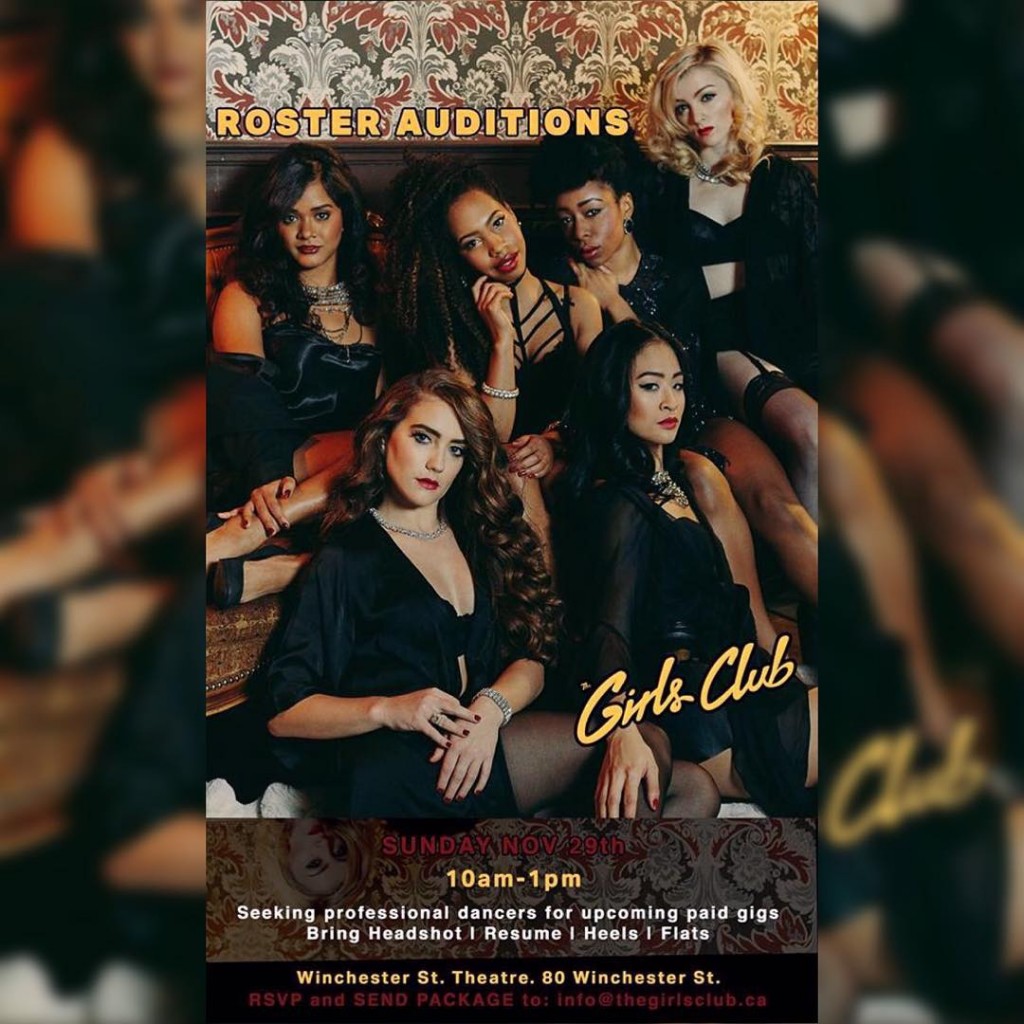 ROSTER AUDITIONS
The Girls Club
SUNDAY NOV 29th
10am-1pm
Seeking professional dancers for upcoming paid gigs
Bring Headshot I Resume I Heels I Flats
Winchester St. Theatre. 80 Winchester St.
RSVP and SEND PACKAGE to: info@thegirlsclub.ca
Club